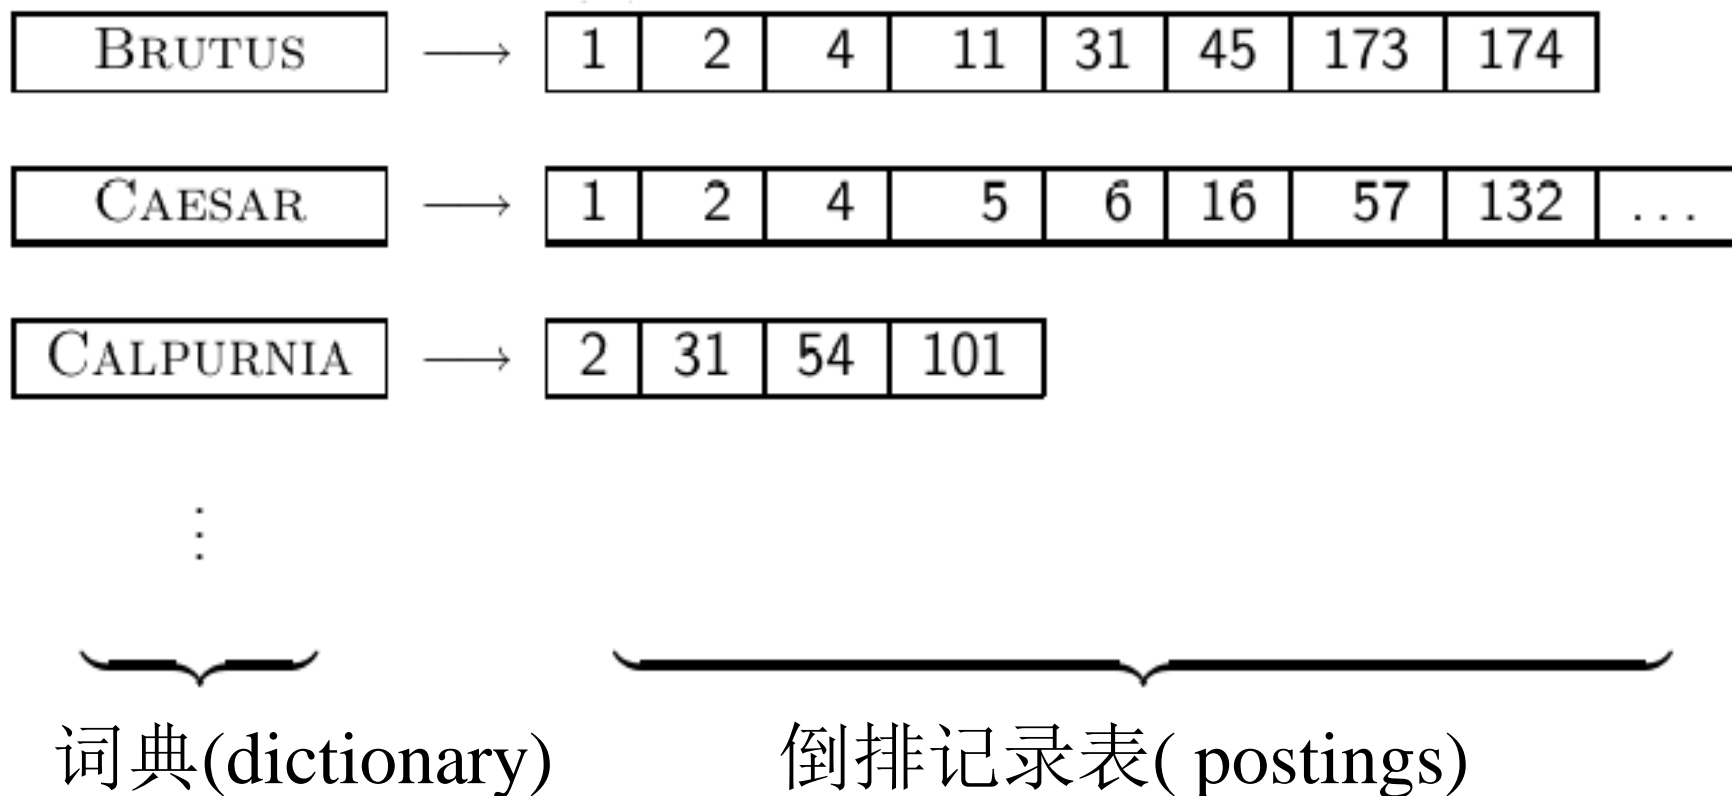 BRUTUS → 1 2 4 11 31 45 173 174
CAESAR → 1 2 4 5 6 16 57 132 ...
CALPURNIA → 2 31 54 101
⋮
词典(dictionary) 倒排记录表( postings)